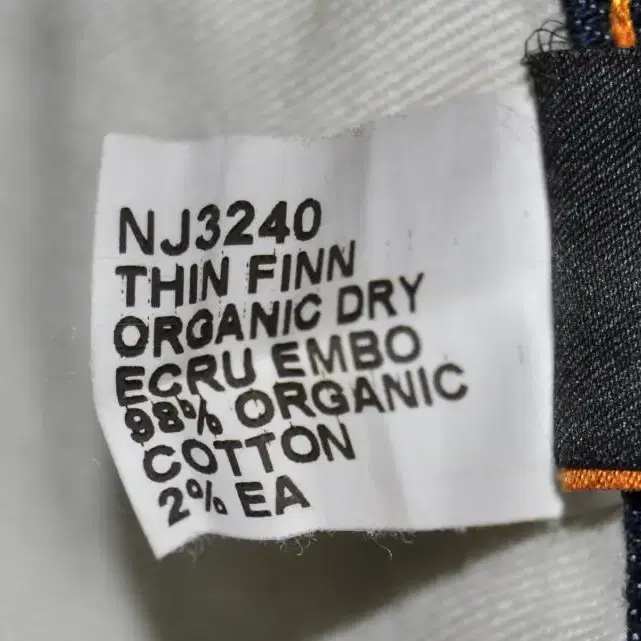 NJ3240
THIN FINN
ORGANIC DRY
ECRU EMBO
98% ORGANIC
COTTON
2% EA